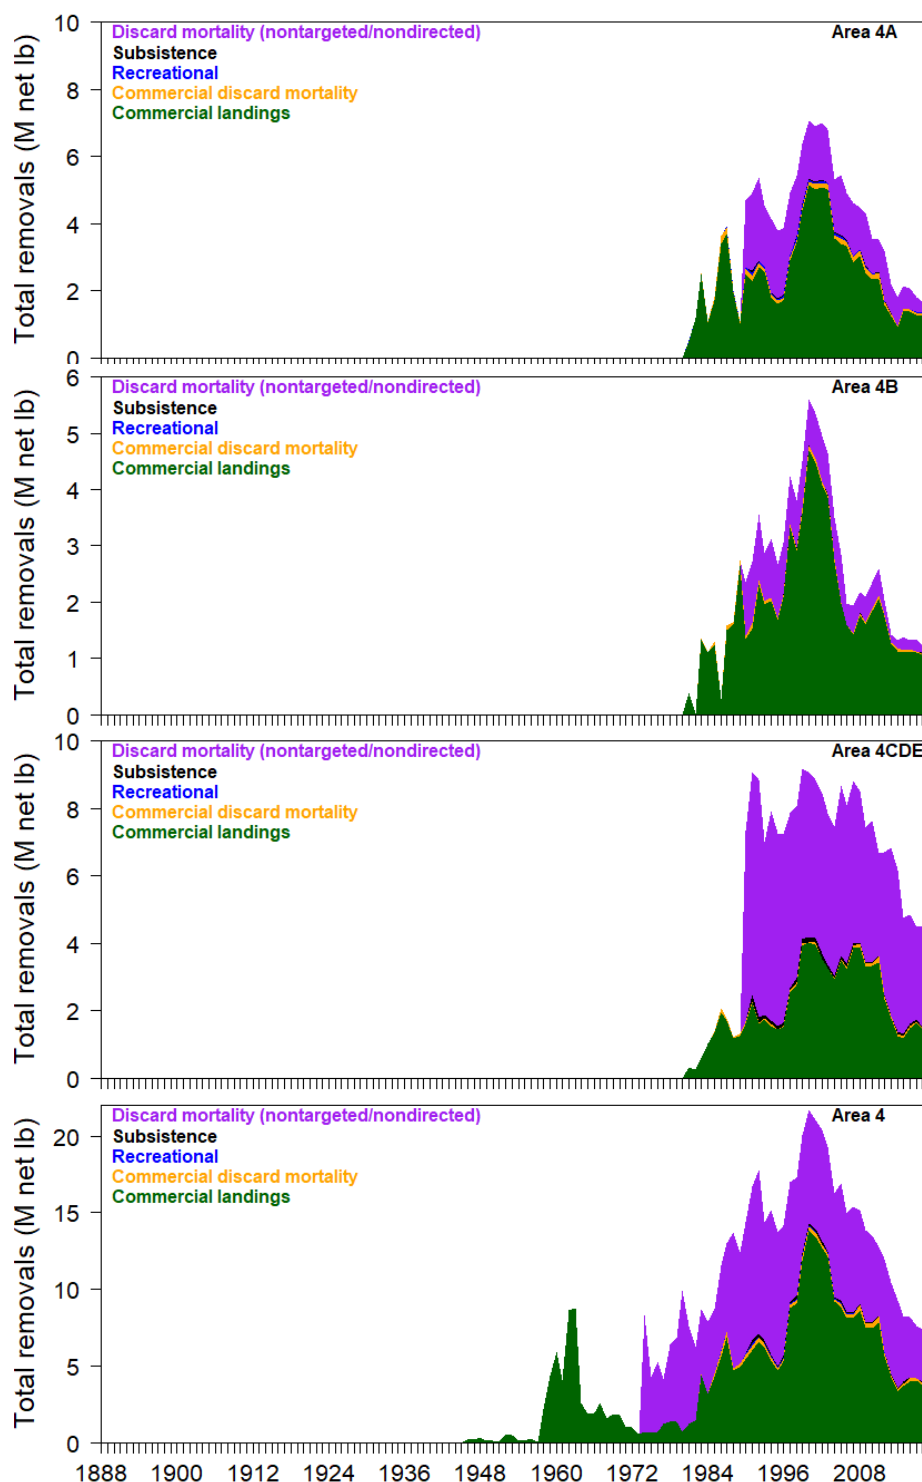 Total removals (M net lb)
10
8
6
4
2
0
Discard mortality (nontargeted/nondirected)
Subsistence
Recreational
Commercial discard mortality
Commercial landings
Area 4A
Total removals (M net lb)
6
5
4
3
2
1
0
Discard mortality (nontargeted/nondirected)
Subsistence
Recreational
Commercial discard mortality
Commercial landings
Area 4B
Total removals (M net lb)
10
8
6
4
2
0
Discard mortality (nontargeted/nondirected)
Subsistence
Recreational
Commercial discard mortality
Commercial landings
Area 4CDE
Total removals (M net lb)
20
15
10
5
0
Discard mortality (nontargeted/nondirected)
Subsistence
Recreational
Commercial discard mortality
Commercial landings
Area 4
1888 1900 1912 1924 1936 1948 1960 1972 1984 1996 2008